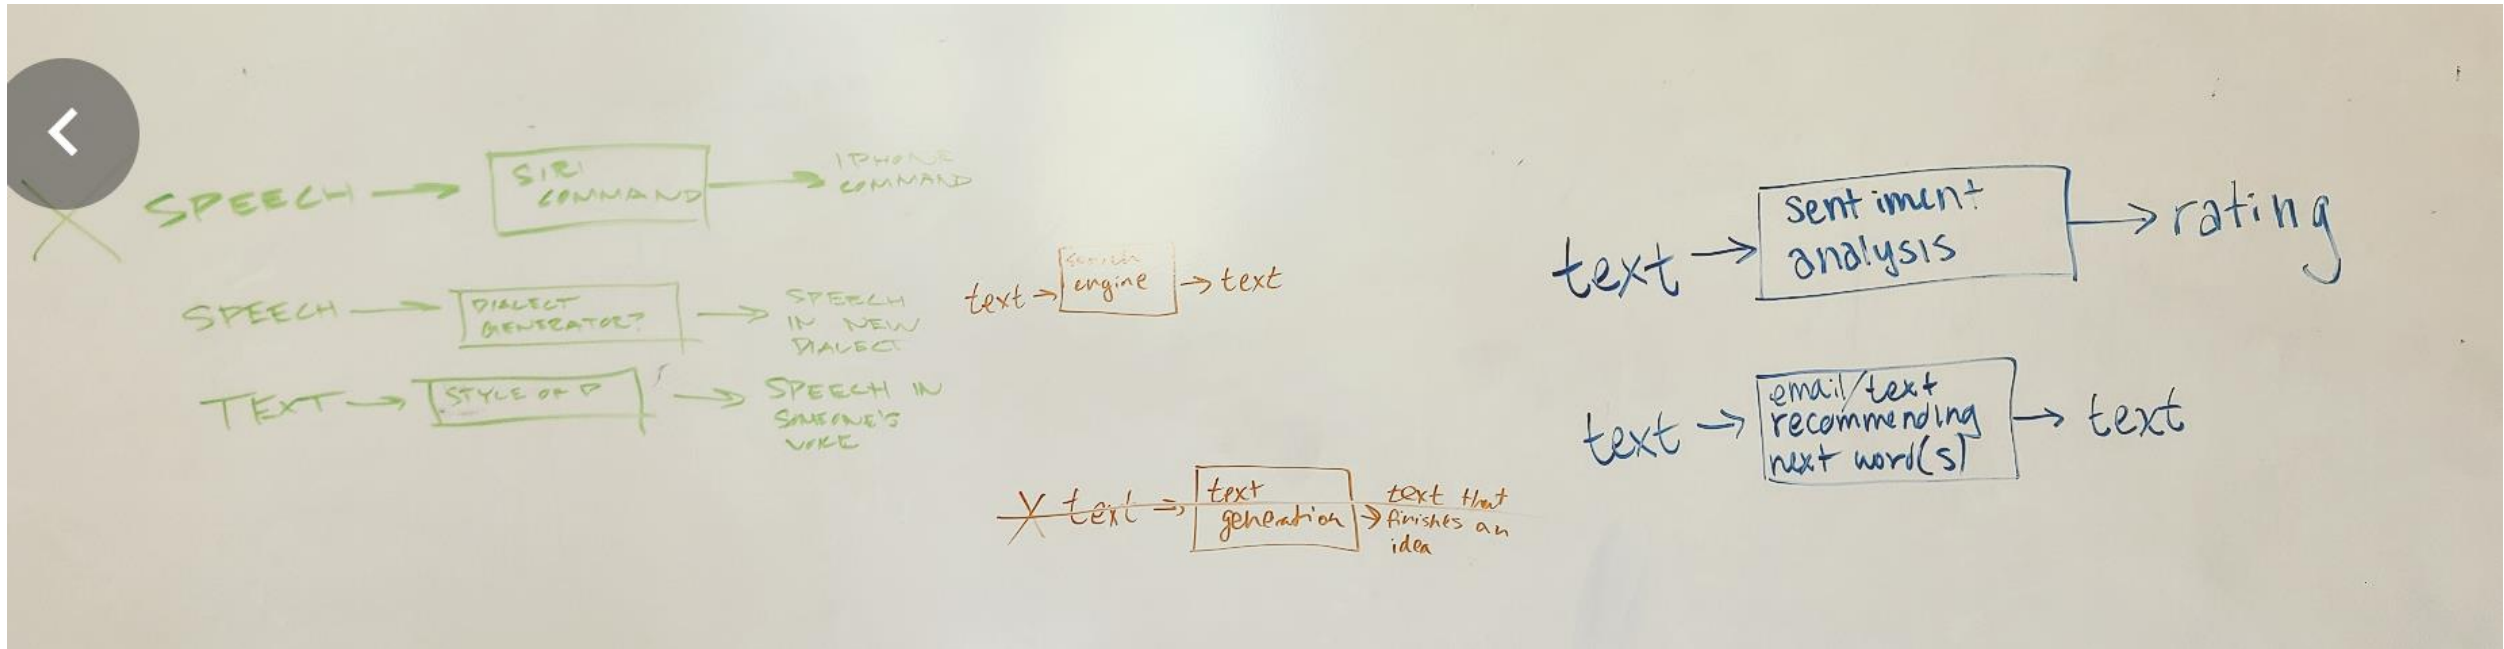 SPEECH → SIRI COMMAND → IPHONE COMMAND
SPEECH → DIALECT GENERATOR? → SPEECH IN NEW DIALECT
TEXT → STYLE OF → SPEECH IN SOMEONE'S VOICE
text → search engine → text
X text → text generation → text that finishes an idea
text → sentiment analysis → rating
text → email/text recommending next word(s) → text